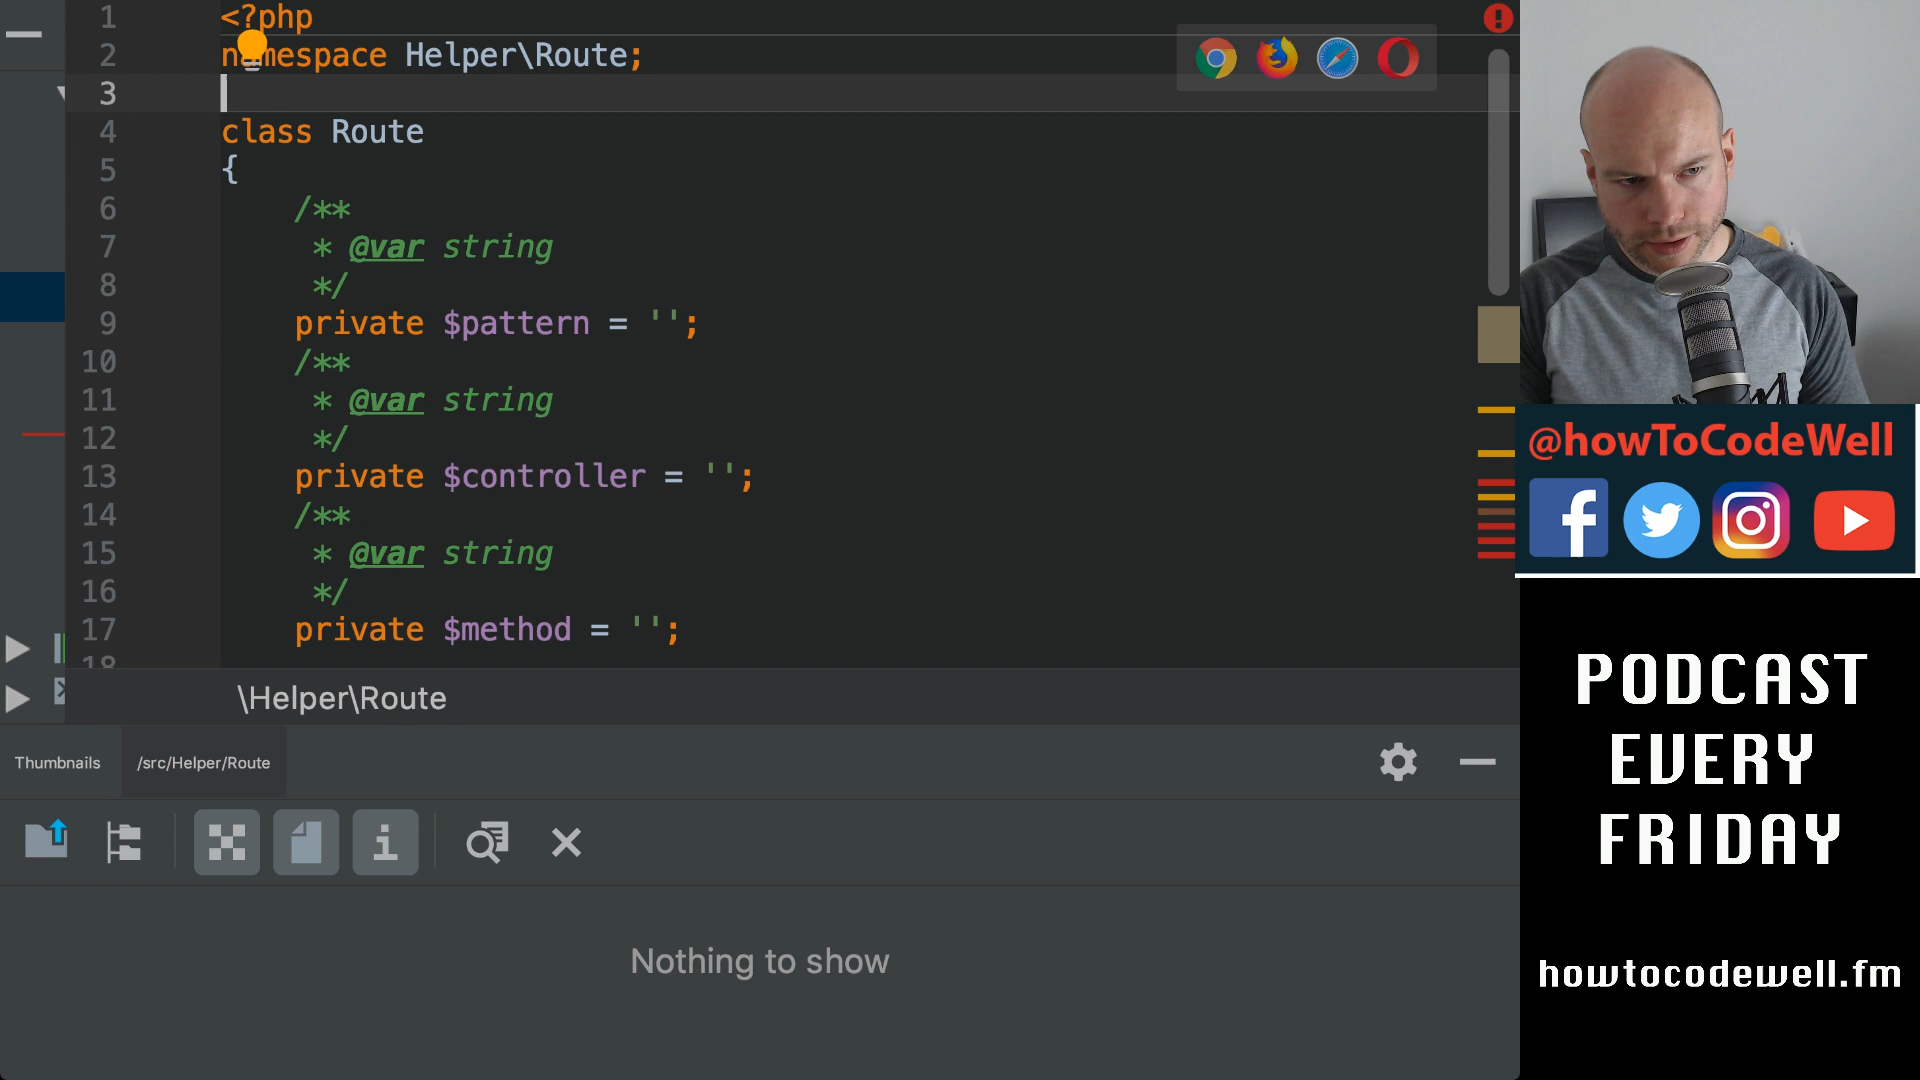 1 <?php
2 namespace Helper\Route;
3
4 class Route
5 {
6 /**
7 * @var string
8 */
9 private $pattern = '';
10 /**
11 * @var string
12 */
13 private $controller = '';
14 /**
15 * @var string
16 */
17 private $method = '';
18
\Helper\Route
Thumbnails /src/Helper/Route
Nothing to show
@howToCodeWell
PODCAST
EVERY
FRIDAY
howtocodewell.fm